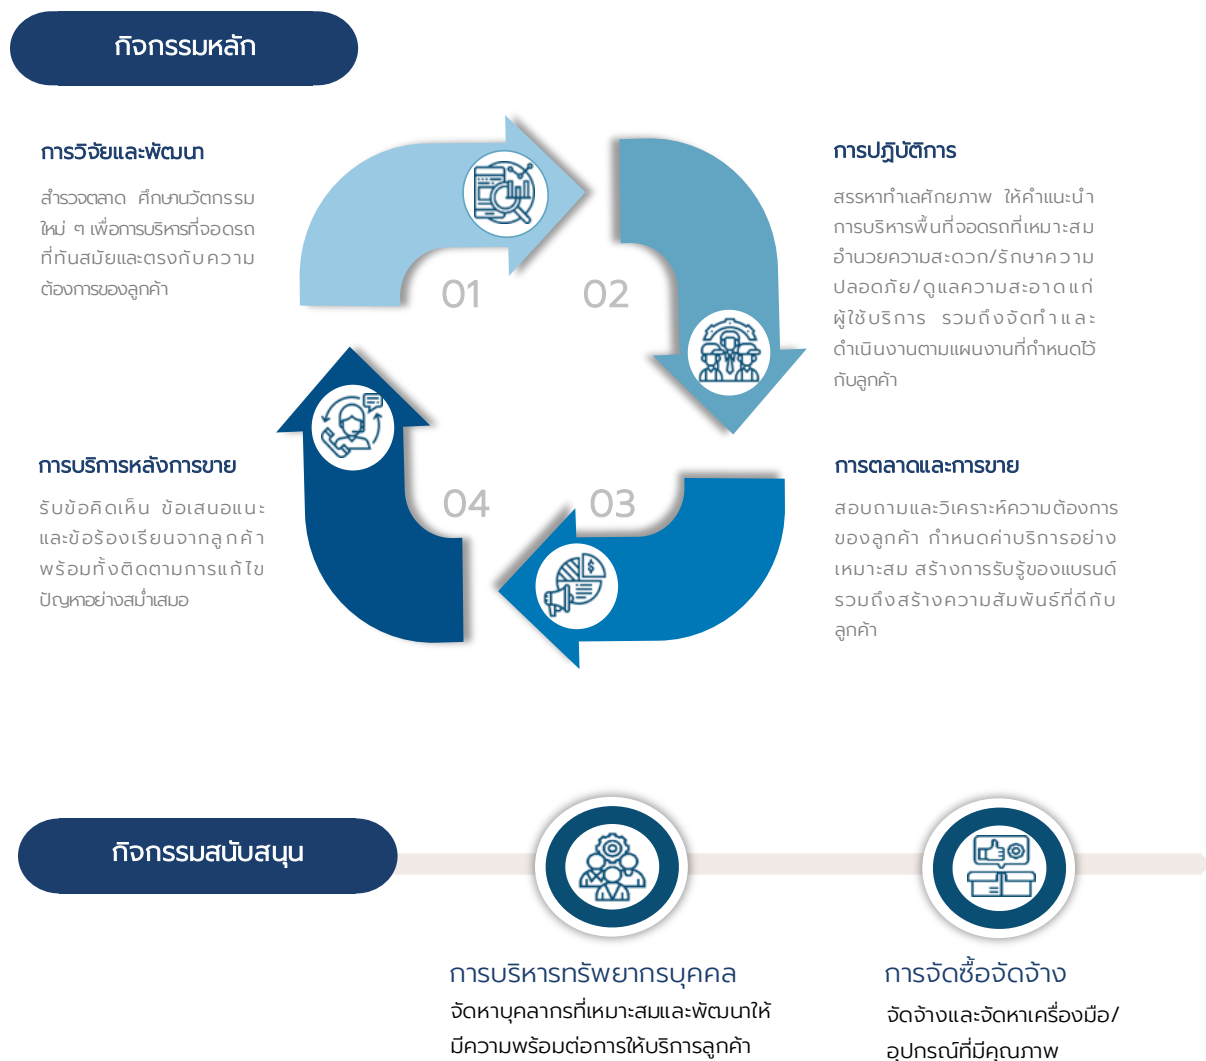 กิจกรรมหลัก
การวิจัยและพัฒนา
สำรวจตลาด ศึกษานวัตกรรม
ใหม่ ๆ เพื่อการบริหารที่จอดรถ
ที่ทันสมัยและตรงกับความ
ต้องการของลูกค้า
01
02
การปฏิบัติการ
สรรหาทำเลศักยภาพ ให้คำแนะนำ
การบริหารพื้นที่จอดรถที่เหมาะสม
อำนวยความสะดวก/รักษาความ
ปลอดภัย/ดูแลความสะอาดแก่
ผู้ใช้บริการ รวมถึงจัดทำและ
ดำเนินงานตามแผนงานที่กำหนดไว้
กับลูกค้า
การบริการหลังการขาย
รับข้อคิดเห็น ข้อเสนอแนะ
และข้อร้องเรียนจากลูกค้า
พร้อมทั้งติดตามการแก้ไข
ปัญหาอย่างสม่ำเสมอ
04
03
การตลาดและการขาย
สอบถามและวิเคราะห์ความต้องการ
ของลูกค้า กำหนดค่าบริการอย่าง
เหมาะสม สร้างการรับรู้ของแบรนด์
รวมถึงสร้างความสัมพันธ์ที่ดีกับ
ลูกค้า
$
กิจกรรมสนับสนุน
การบริหารทรัพยากรบุคคล
จัดหาบุคลากรที่เหมาะสมและพัฒนาให้
มีความพร้อมต่อการให้บริการลูกค้า
การจัดซื้อจัดจ้าง
จัดจ้างและจัดหาเครื่องมือ/
อุปกรณ์ที่มีคุณภาพ